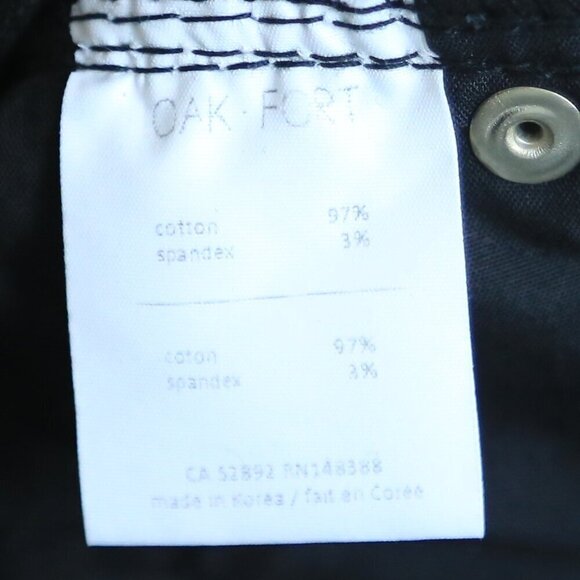 OAK + FORT
cotton 97%
spandex 3%
coton 97%
spandex 3%
CA 52892 RN148388
made in Korea / fait en Corée